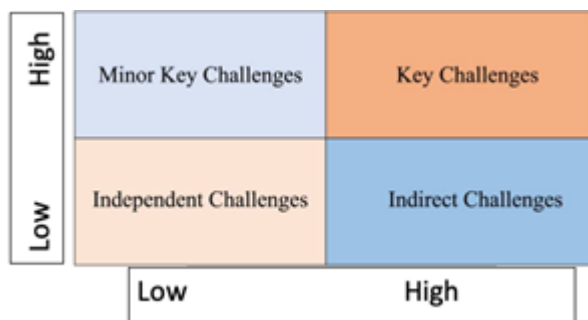 High
Minor Key Challenges
Key Challenges
Low
Independent Challenges
Indirect Challenges
Low
High